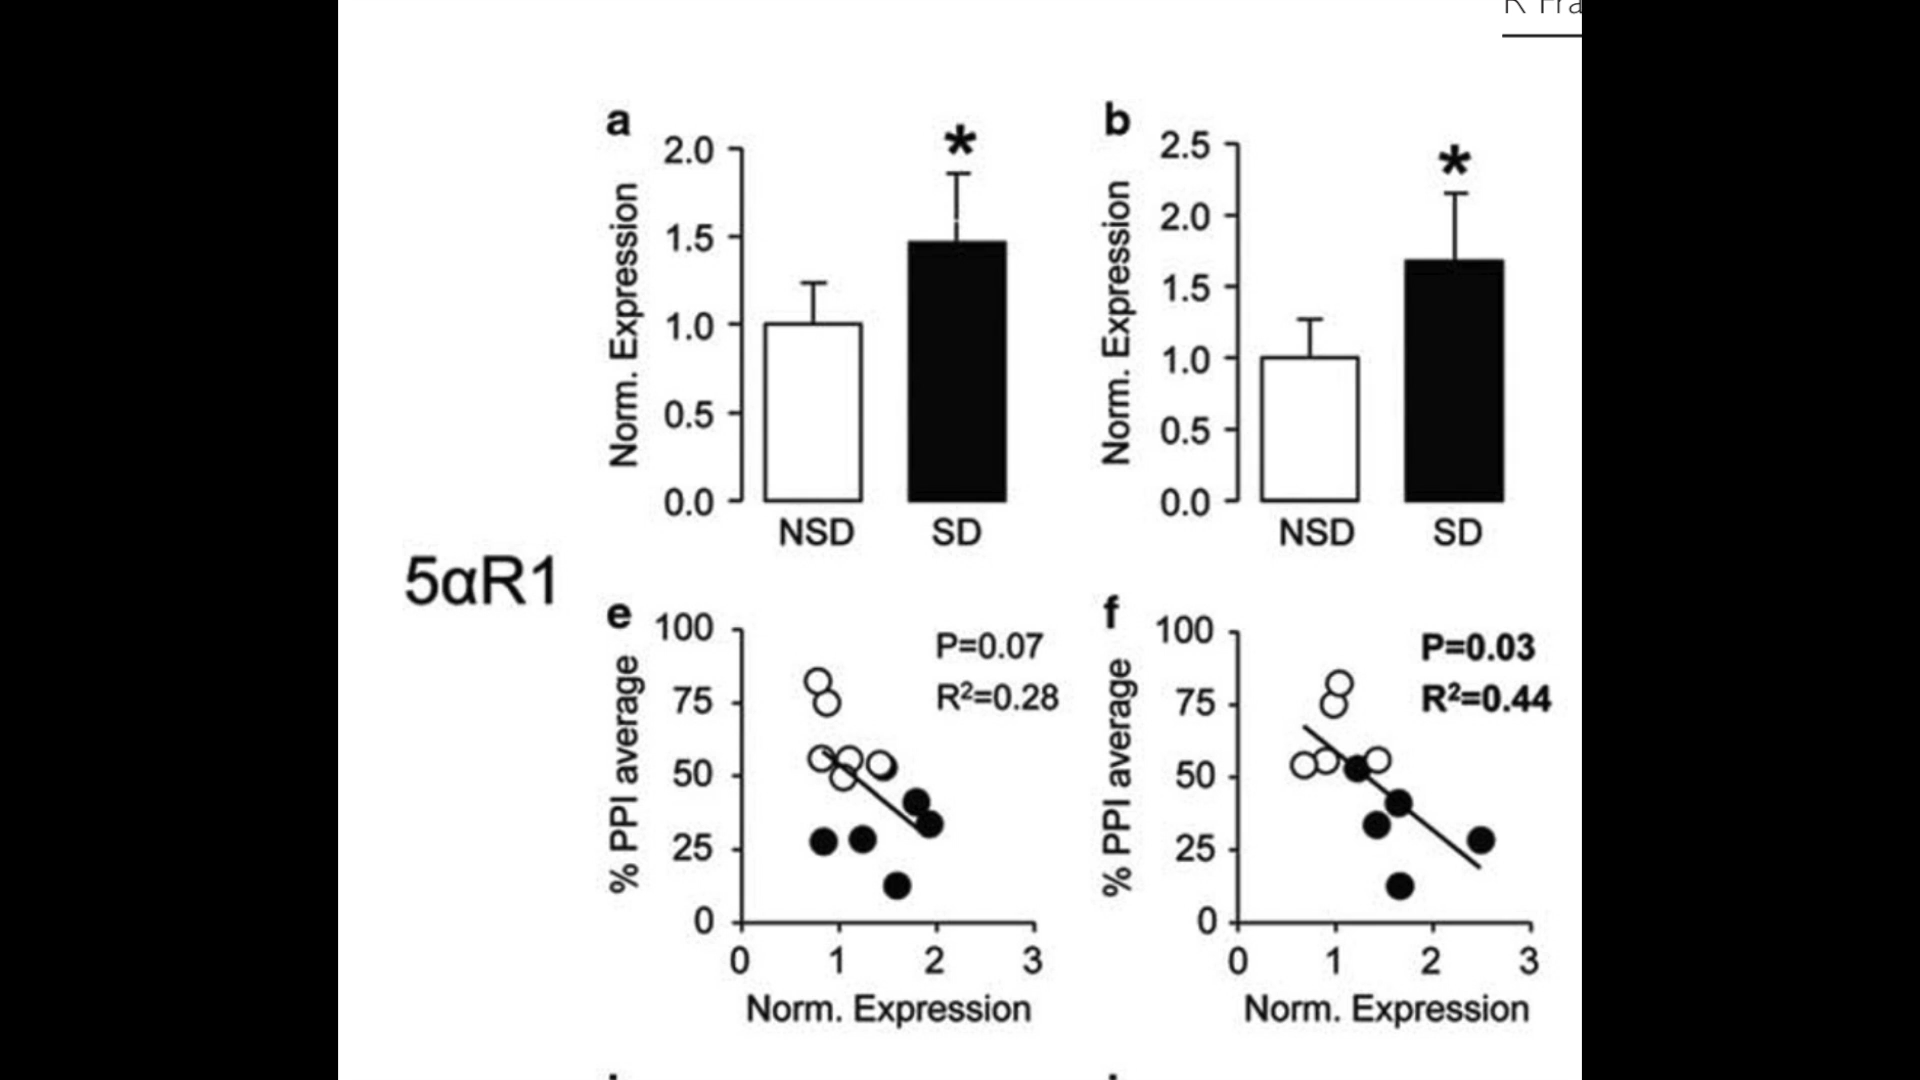 R Fra
a
2.0
1.5
1.0
0.5
0.0
Norm. Expression
*
NSD
SD
b
2.5
2.0
1.5
1.0
0.5
0.0
Norm. Expression
*
NSD
SD
5αR1
e
100
75
50
25
0
% PPI average
P=0.07
R²=0.28
0 1 2 3
Norm. Expression
f
100
75
50
25
0
% PPI average
P=0.03
R²=0.44
0 1 2 3
Norm. Expression